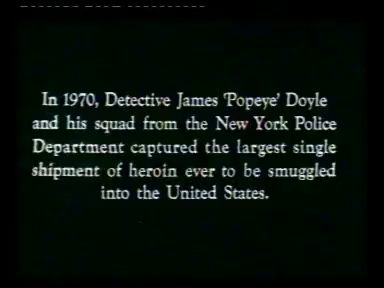 In 1970, Detective James 'Popeye' Doyle
and his squad from the New York Police
Department captured the largest single
shipment of heroin ever to be smuggled
into the United States.